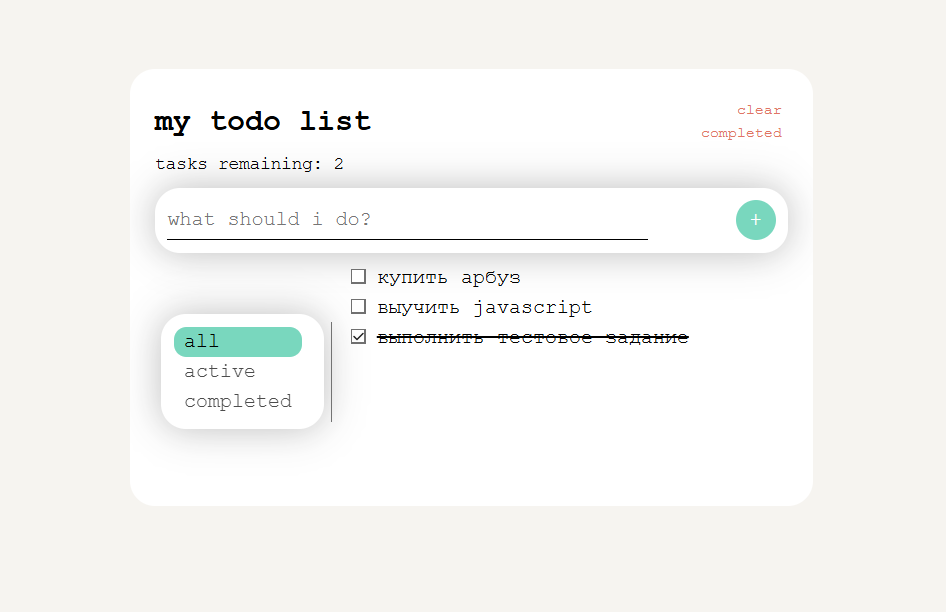 my todo list
clear
completed
tasks remaining: 2
what should i do?
+
купить арбуз
выучить javascript
выполнить тестовое задание
all
active
completed